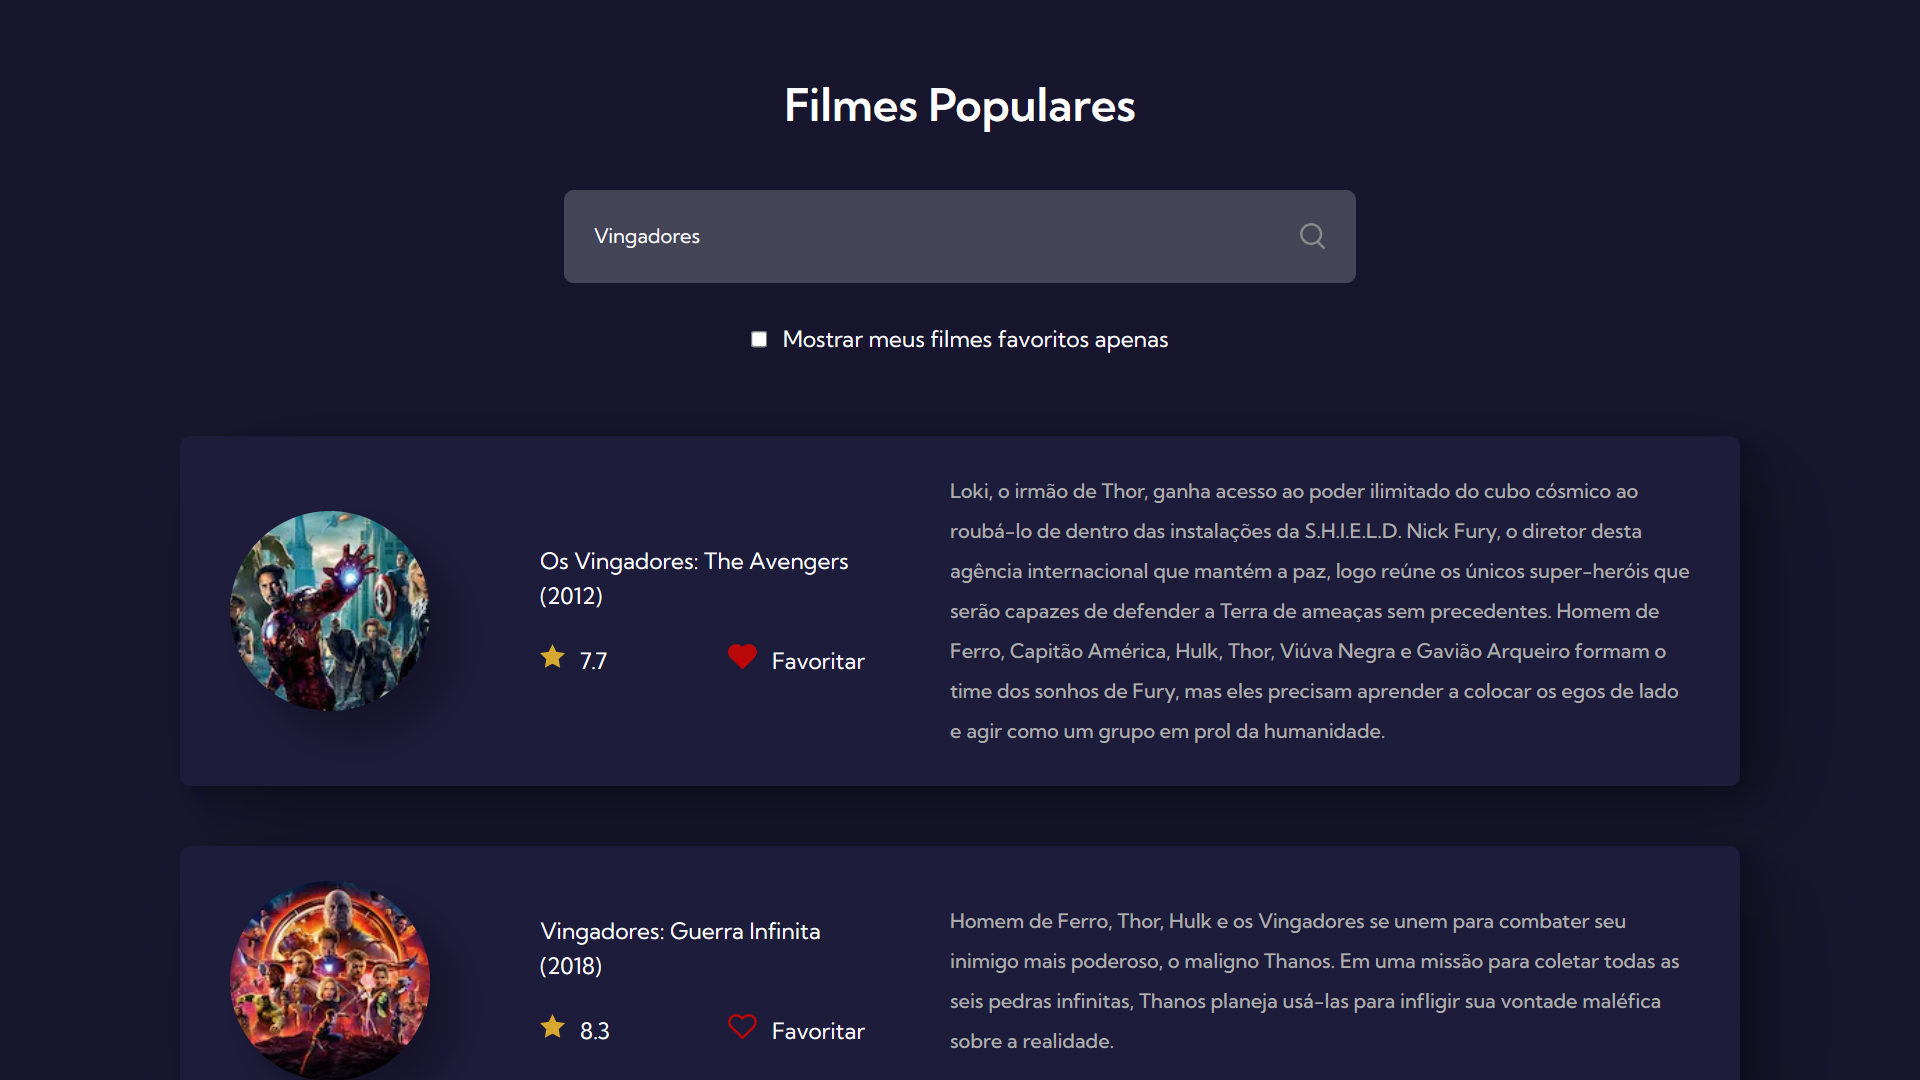 Filmes Populares
Vingadores
Mostrar meus filmes favoritos apenas
Os Vingadores: The Avengers
(2012)
7.7
Favoritar
Loki, o irmão de Thor, ganha acesso ao poder ilimitado do cubo cósmico ao
roubá-lo de dentro das instalações da S.H.I.E.L.D. Nick Fury, o diretor desta
agência internacional que mantém a paz, logo reúne os únicos super-heróis que
serão capazes de defender a Terra de ameaças sem precedentes. Homem de
Ferro, Capitão América, Hulk, Thor, Viúva Negra e Gavião Arqueiro formam o
time dos sonhos de Fury, mas eles precisam aprender a colocar os egos de lado
e agir como um grupo em prol da humanidade.
Vingadores: Guerra Infinita
(2018)
8.3
Favoritar
Homem de Ferro, Thor, Hulk e os Vingadores se unem para combater seu
inimigo mais poderoso, o maligno Thanos. Em uma missão para coletar todas as
seis pedras infinitas, Thanos planeja usá-las para infligir sua vontade maléfica
sobre a realidade.